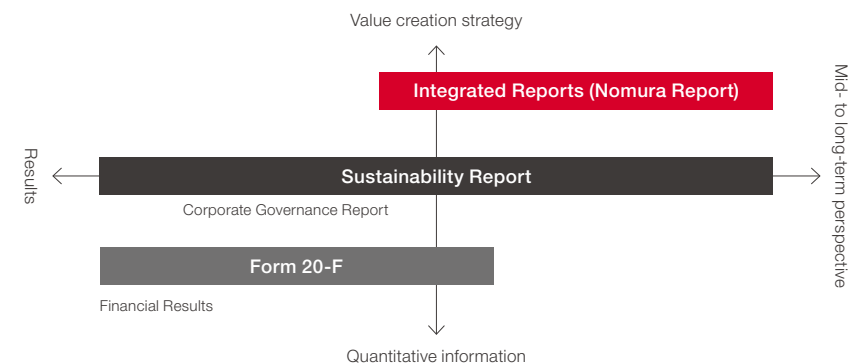 Value creation strategy
Integrated Reports (Nomura Report)
Mid- to long-term perspective
Results
Sustainability Report
Corporate Governance Report
Form 20-F
Financial Results
Quantitative information